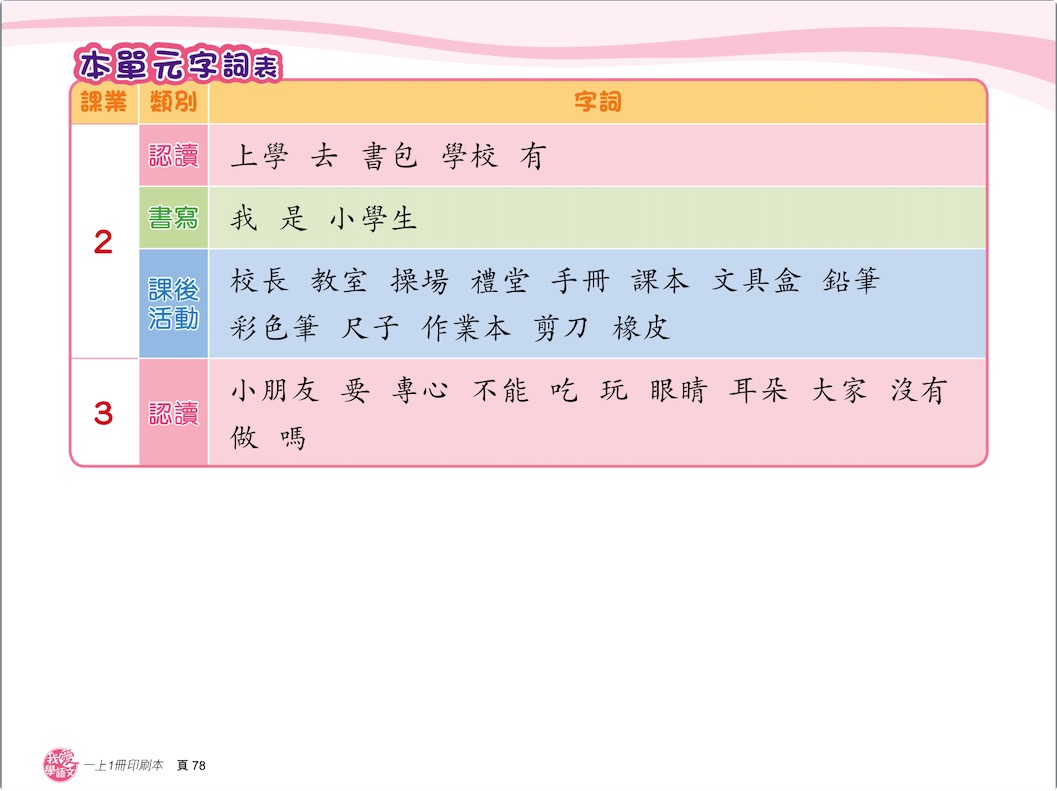 本單元字詞表
課業 類別 字詞
2
認讀 上學 去 書包 學校 有
書寫 我 是 小學生
課後活動 校長 教室 操場 禮堂 手冊 課本 文具盒 鉛筆
彩色筆 尺子 作業本 剪刀 橡皮
3
認讀 小朋友 要 專心 不能 吃 玩 眼睛 耳朵 大家 沒有
做 嗎
我愛學語文 一上1冊印刷本 頁 78